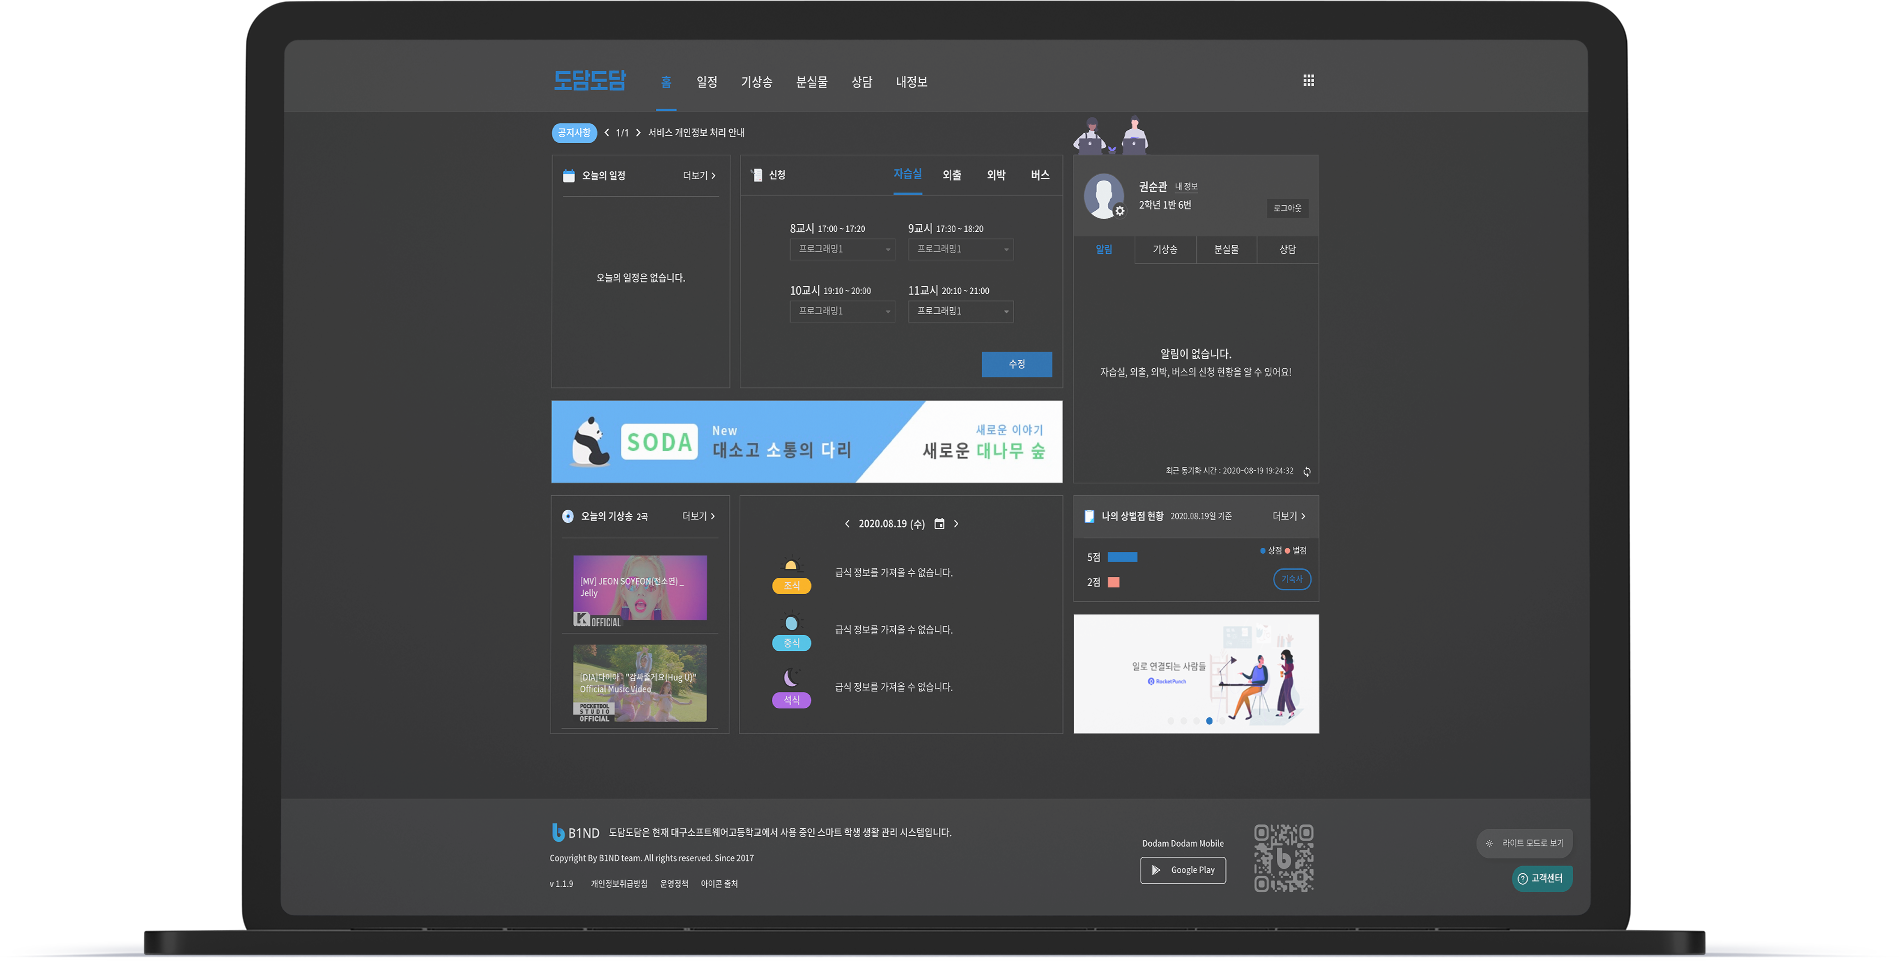 도담도담 홈 일정 기상송 분실물 상담 내정보
공지사항 1/1 서비스 개인정보 처리 안내
오늘의 일정 더보기
오늘의 일정은 없습니다.
신청 자습실 외출 외박 버스
8교시 17:00 ~ 17:20 9교시 17:30 ~ 18:20
프로그래밍1 프로그래밍1
10교시 19:10 ~ 20:00 11교시 20:10 ~ 21:00
프로그래밍1 프로그래밍1
수정
권순관 내 정보
2학년 1반 6번
로그아웃
알림 기상송 분실물 상담
알림이 없습니다.
자습실, 외출, 외박, 버스의 신청 현황을 알 수 있어요!
최근 동기화 시간 : 2020-08-19 19:24:32
SODA
New
대소고 소통의 다리
새로운 이야기
새로운 대나무 숲
오늘의 기상송 2곡 더보기
[MV] JEON SOYEON(전소연) _
Jelly
OFFICIAL
(DIA)다이아 - "감싸줄게요(Hug U)"
Official Music Video
POCKETDOL
STUDIO
OFFICIAL
2020.08.19 (수)
조식
급식 정보를 가져올 수 없습니다.
중식
급식 정보를 가져올 수 없습니다.
석식
급식 정보를 가져올 수 없습니다.
나의 상벌점 현황 2020.08.19일 기준 더보기
상점 벌점
5점
2점
기숙사
일로 연결되는 사람들
RocketPunch
B1ND 도담도담은 현재 대구소프트웨어고등학교에서 사용 중인 스마트 학생 생활 관리 시스템입니다.
Copyright By B1ND team. All rights reserved. Since 2017
v 1.1.9 개인정보취급방침 운영정책 아이콘 출처
Dodam Dodam Mobile
Google Play
라이트 모드로 보기
고객센터